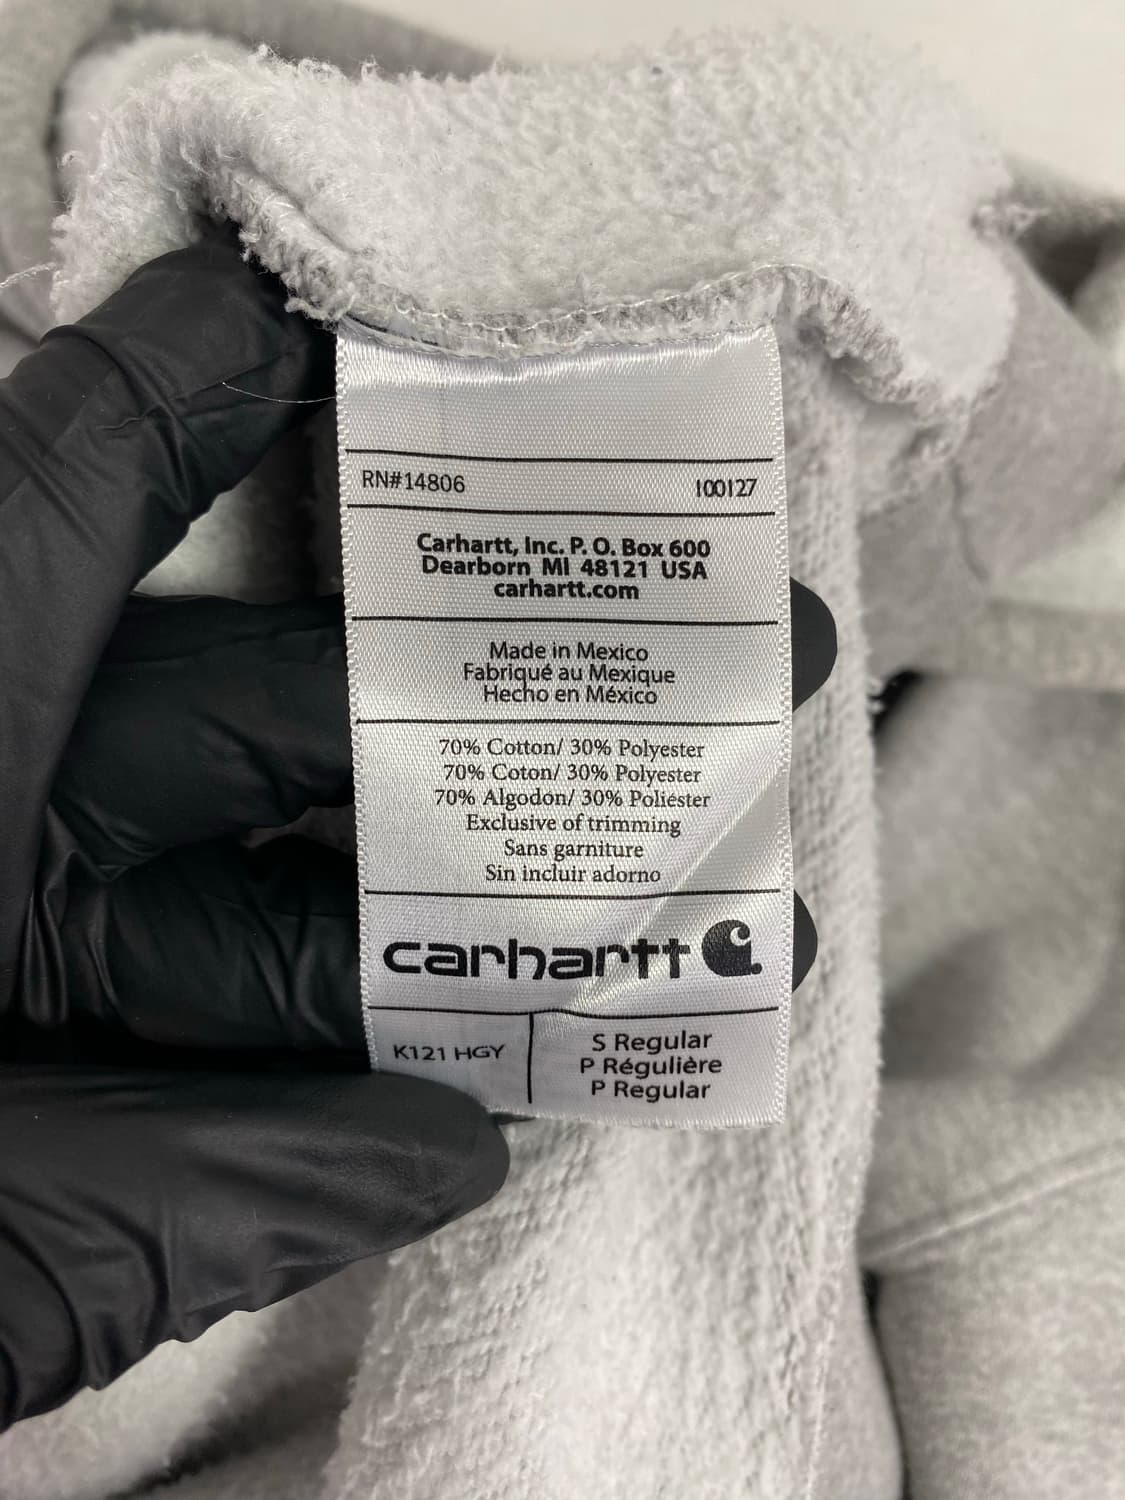 RN#14806 100127
Carhartt, Inc. P. O. Box 600
Dearborn MI 48121 USA
carhartt.com
Made in Mexico
Fabriqué au Mexique
Hecho en México
70% Cotton/ 30% Polyester
70% Coton/ 30% Polyester
70% Algodón/ 30% Poliéster
Exclusive of trimming
Sans garniture
Sin incluir adorno
carhartt
K121 HGY
S Regular
P Régulière
P Regular